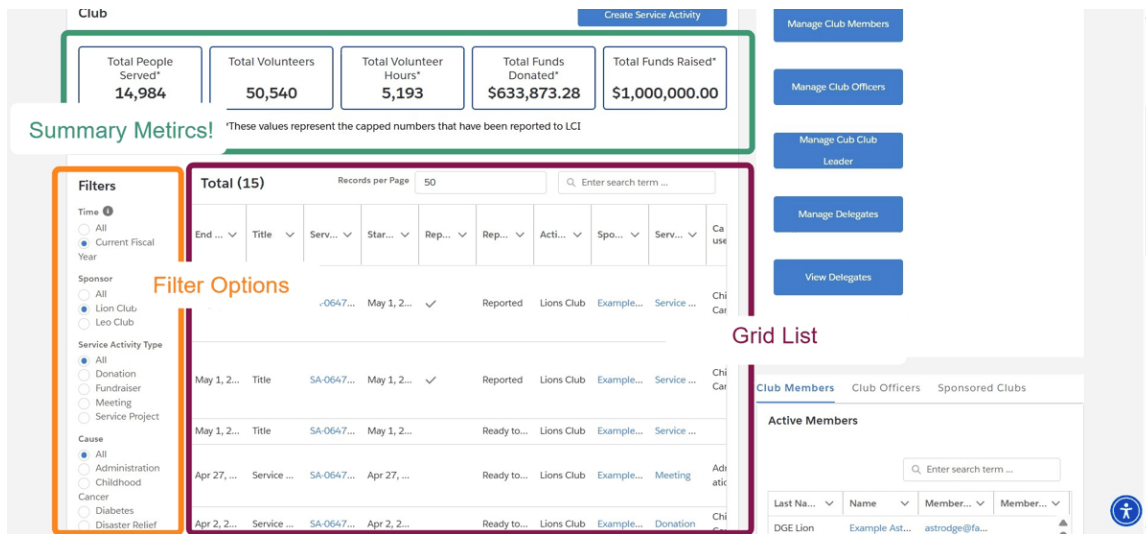 Club
Create Service Activity
Total People Served*
14,984
Total Volunteers
50,540
Total Volunteer Hours*
5,193
Total Funds Donated*
$633,873.28
Total Funds Raised*
$1,000,000.00
*These values represent the capped numbers that have been reported to LCI
Summary Metircs!
Filters
Time
All
Current Fiscal Year
Sponsor
All
Lion Club
Leo Club
Service Activity Type
All
Donation
Fundraiser
Meeting
Service Project
Cause
All
Administration
Childhood Cancer
Diabetes
Disaster Relief
Filter Options
Total (15)
Records per Page 50
Enter search term ...
End ... Title Serv... Star... Rep... Rep... Acti... Spo... Serv... Ca use
-0647... May 1, 2... Reported Lions Club Example... Service ... Chi Car
Grid List
May 1, 2... Title SA-0647... May 1, 2... Reported Lions Club Example... Service ... Chi Car
May 1, 2... Title SA-0647... May 1, 2... Ready to... Lions Club Example... Service ...
Apr 27, ... Service ... SA-0647... Apr 27, ... Ready to... Lions Club Example... Meeting Adr atic
Apr 2, 2... Service ... SA-0647... Apr 2, 2... Ready to... Lions Club Example... Donation Chi
Manage Club Members
Manage Club Officers
Manage Cub Club Leader
Manage Delegates
View Delegates
Club Members Club Officers Sponsored Clubs
Active Members
Enter search term ...
Last Na... Name Member... Member...
DGE Lion Example Ast... astrodge@fa...